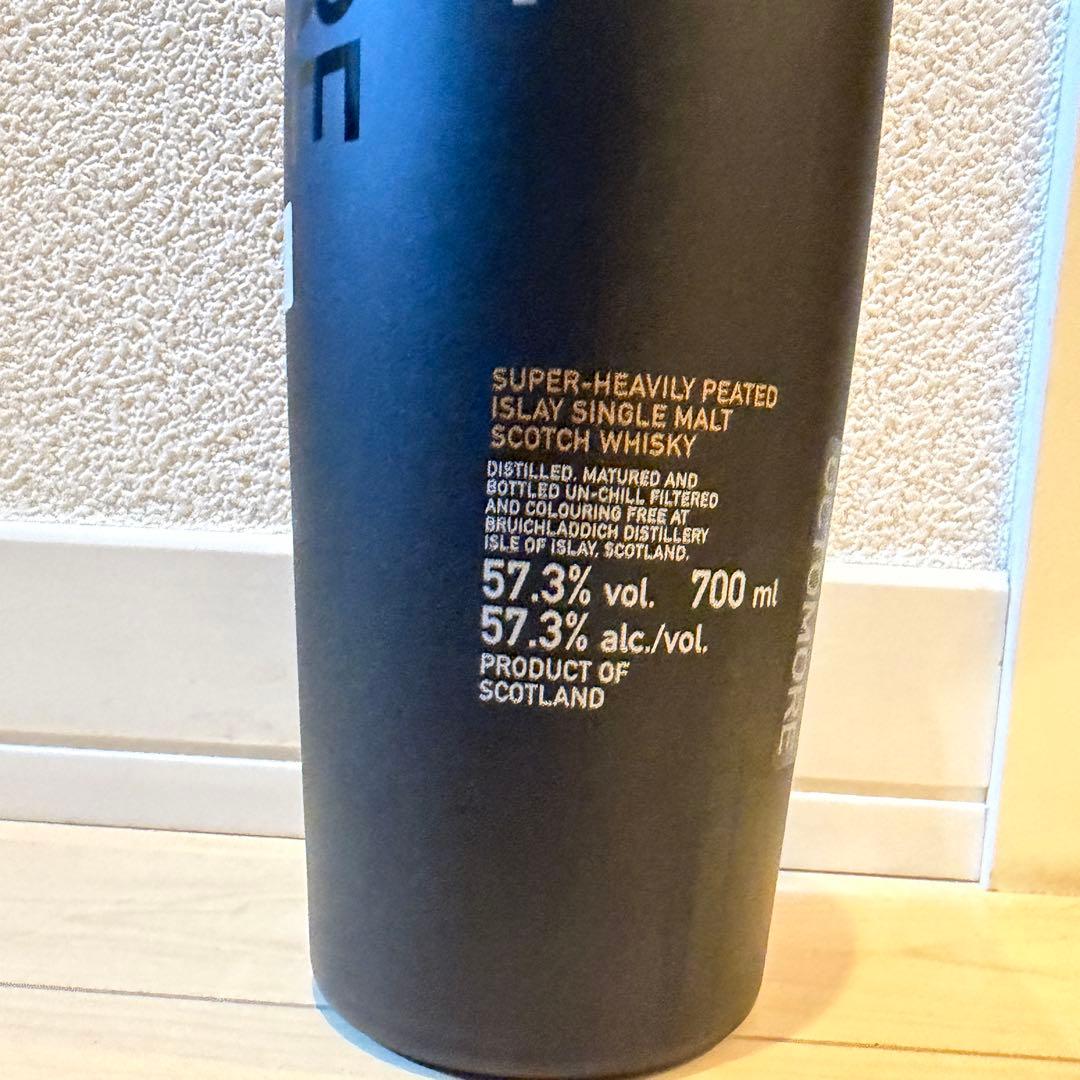 SUPER-HEAVILY PEATED
ISLAY SINGLE MALT
SCOTCH WHISKY
DISTILLED, MATURED AND
BOTTLED UN-CHILL FILTERED
AND COLOURING FREE AT
BRUICHLADDICH DISTILLERY
ISLE OF ISLAY, SCOTLAND.
57.3% vol. 700 ml
57.3% alc./vol.
PRODUCT OF
SCOTLAND
OCTOMORE